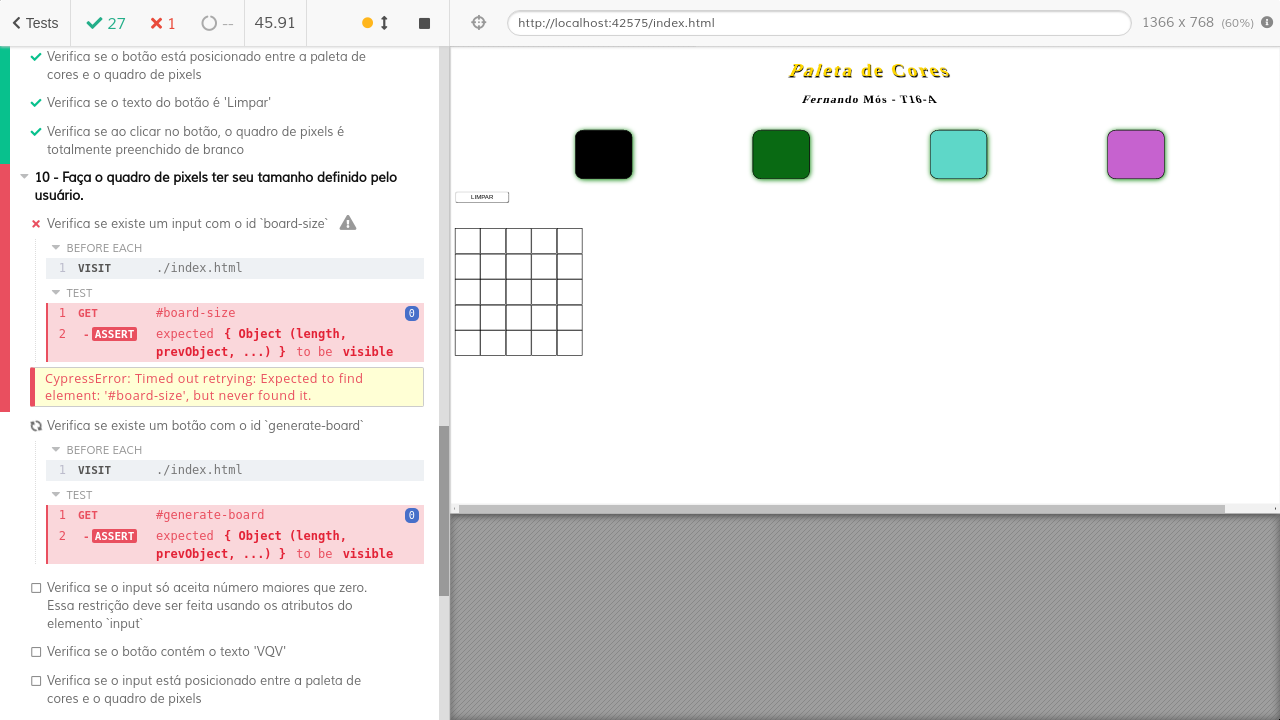 Tests 27 1 -- 45.91 http://localhost:42575/index.html 1366 x 768 (60%)
Verifica se o botão está posicionado entre a paleta de
cores e o quadro de pixels
Verifica se o texto do botão é 'Limpar'
Verifica se ao clicar no botão, o quadro de pixels é
totalmente preenchido de branco
10 - Faça o quadro de pixels ter seu tamanho definido pelo
usuário.
Verifica se existe um input com o id `board-size`
BEFORE EACH
1 VISIT ./index.html
TEST
1 GET #board-size 0
2 -ASSERT expected { Object (length,
prevObject, ...) } to be visible
CypressError: Timed out retrying: Expected to find
element: '#board-size', but never found it.
Verifica se existe um botão com o id `generate-board`
BEFORE EACH
1 VISIT ./index.html
TEST
1 GET #generate-board 0
2 -ASSERT expected { Object (length,
prevObject, ...) } to be visible
Verifica se o input só aceita número maiores que zero.
Essa restrição deve ser feita usando os atributos do
elemento `input`
Verifica se o botão contém o texto 'VQV'
Verifica se o input está posicionado entre a paleta de
cores e o quadro de pixels
Paleta de Cores
Fernando Mós - T16-A
LIMPAR